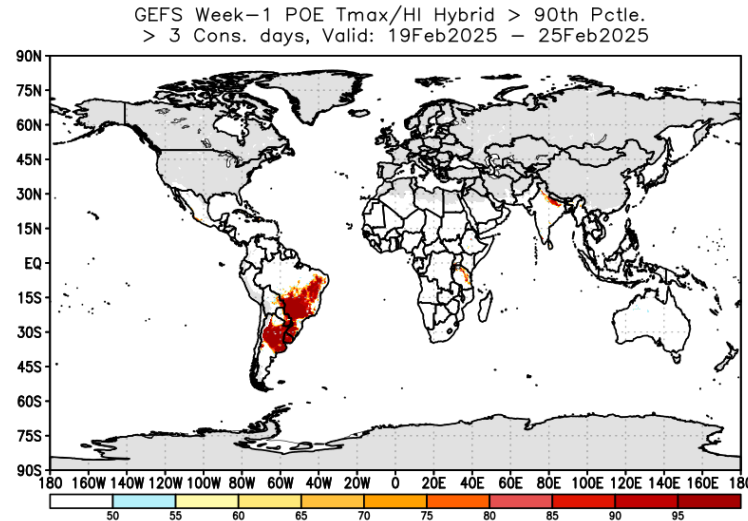 GEFS Week-1 POE Tmax/HI Hybrid > 90th Pctle.
> 3 Cons. days, Valid: 19Feb2025 - 25Feb2025
90N
75N
60N
45N
30N
15N
EQ
15S
30S
45S
60S
75S
90S
180 160W 140W 120W 100W 80W 60W 40W 20W 0 20E 40E 60E 80E 100E 120E 140E 160E 180
50 55 60 65 70 75 80 85 90 95